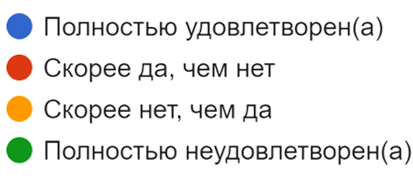 Полностью удовлетворен(а)
Скорее да, чем нет
Скорее нет, чем да
Полностью неудовлетворен(а)